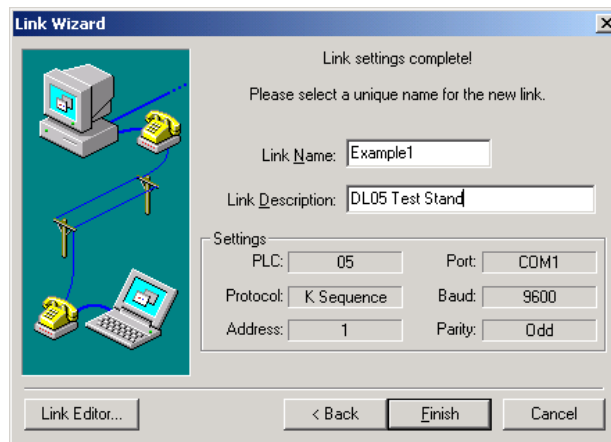 Link Wizard
Link settings complete!
Please select a unique name for the new link.
Link Name: Example1
Link Description: DL05 Test Stand
Settings
PLC: 05 Port: COM1
Protocol: K Sequence Baud: 9600
Address: 1 Parity: Odd
Link Editor... < Back Finish Cancel